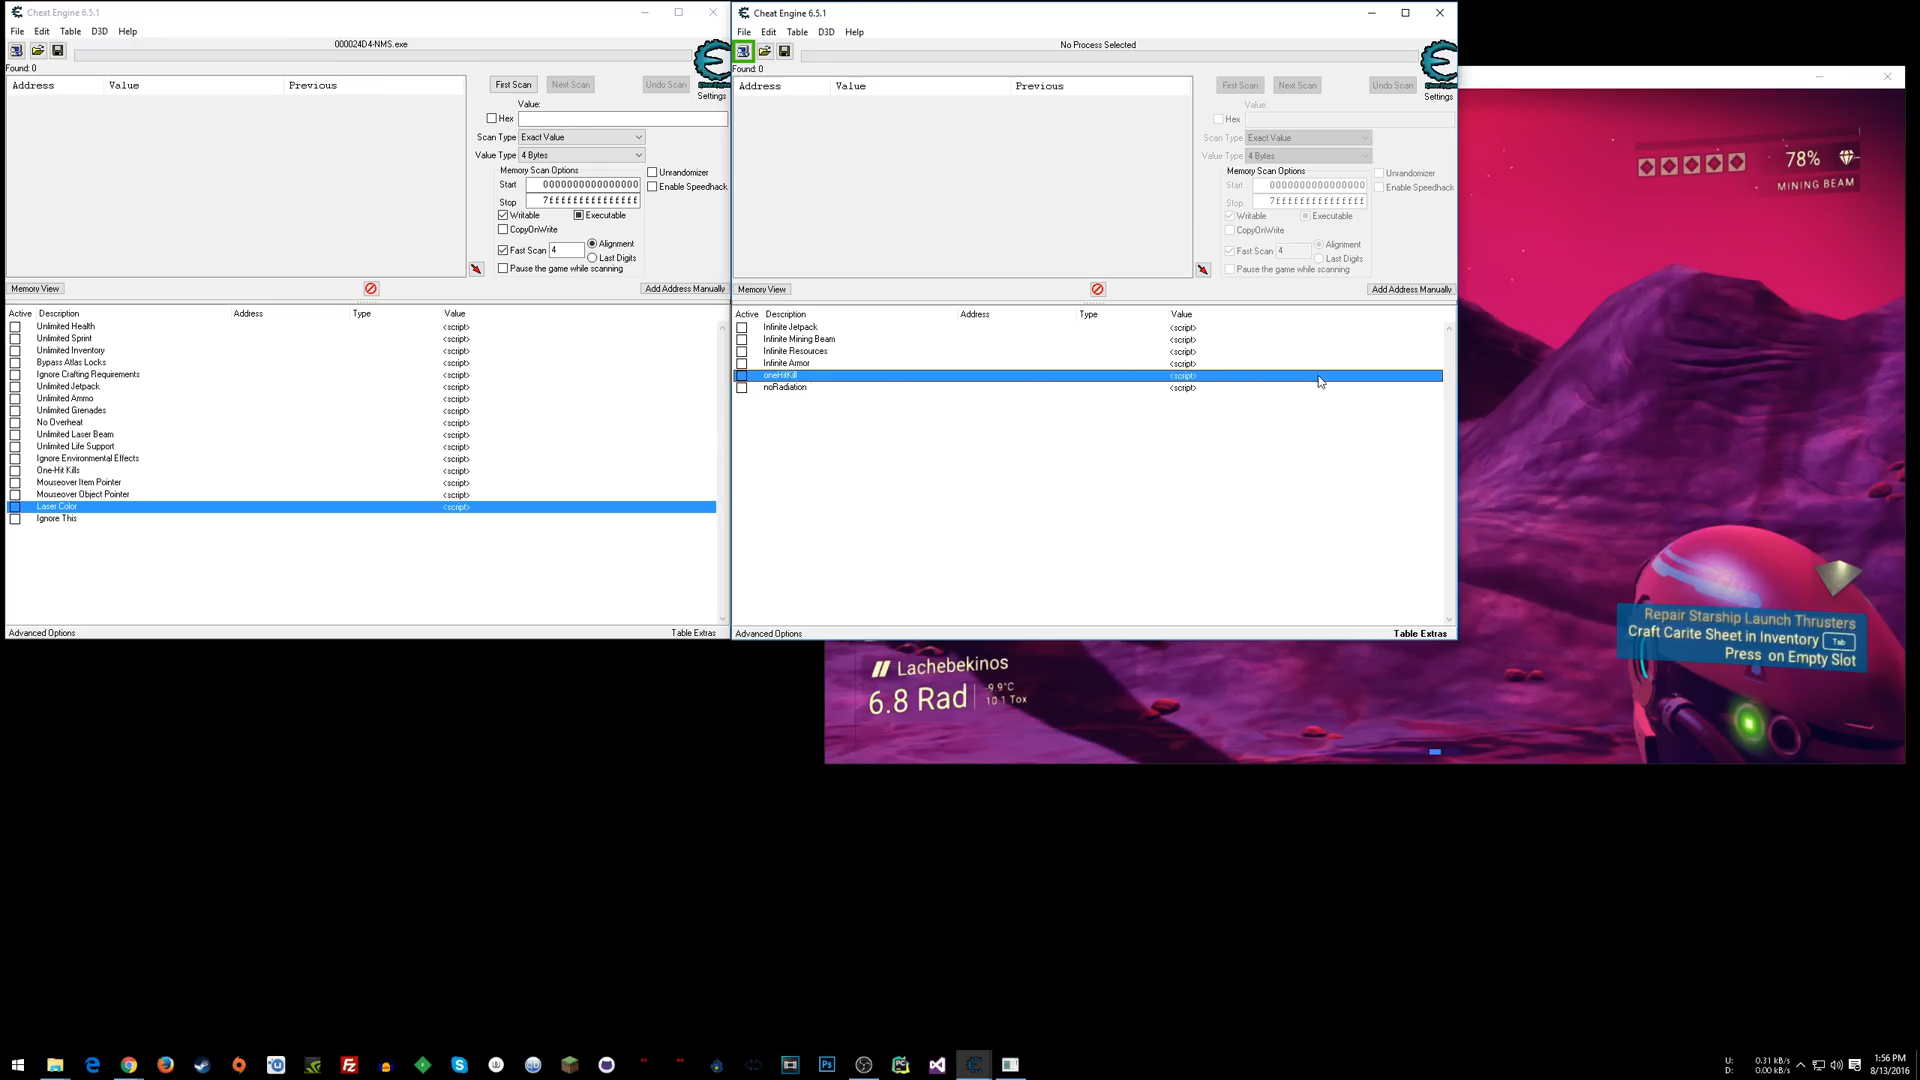 Cheat Engine 6.5.1
File Edit Table D3D Help
000024D4-NMS.exe
Found: 0
Address Value Previous
First Scan Next Scan Undo Scan
Settings
Value:
Hex
Scan Type Exact Value
Value Type 4 Bytes
Memory Scan Options
Unrandomizer
Start 0000000000000000
Enable Speedhack
Stop 7fffffffffffffff
Writable Executable
CopyOnWrite
Fast Scan 4 Alignment
Last Digits
Pause the game while scanning
Memory View Add Address Manually
Active Description Address Type Value
Unlimited Health <script>
Unlimited Sprint <script>
Unlimited Inventory <script>
Bypass Atlas Locks <script>
Ignore Crafting Requirements <script>
Unlimited Jetpack <script>
Unlimited Ammo <script>
Unlimited Grenades <script>
No Overheat <script>
Unlimited Laser Beam <script>
Unlimited Life Support <script>
Ignore Environmental Effects <script>
One-Hit Kills <script>
Mouseover Item Pointer <script>
Mouseover Object Pointer <script>
Laser Color <script>
Ignore This
Advanced Options Table Extras
Cheat Engine 6.5.1
File Edit Table D3D Help
No Process Selected
Found: 0
Address Value Previous
First Scan Next Scan Undo Scan
Settings
Value:
Hex
Scan Type Exact Value
Value Type 4 Bytes
Memory Scan Options
Unrandomizer
Start 0000000000000000
Enable Speedhack
Stop 7fffffffffffffff
Writable Executable
CopyOnWrite
Fast Scan 4 Alignment
Last Digits
Pause the game while scanning
Memory View Add Address Manually
Active Description Address Type Value
Infinite Jetpack <script>
Infinite Mining Beam <script>
Infinite Resources <script>
Infinite Armor <script>
oneHitKill <script>
noRadiation <script>
Advanced Options Table Extras
78%
MINING BEAM
Repair Starship Launch Thrusters
Craft Carite Sheet in Inventory Tab
Press on Empty Slot
Lachebekinos
6.8 Rad
-9.9°C
10.1 Tox
U: 0.31 kB/s
D: 0.00 kB/s
1:56 PM
8/13/2016